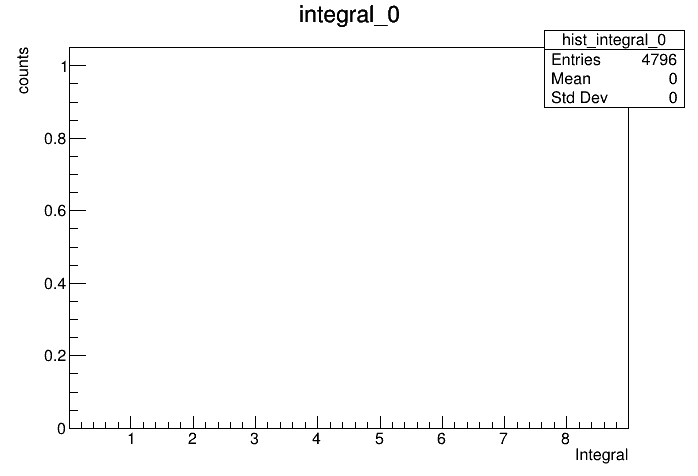 integral_0
hist_integral_0
Entries 4796
Mean 0
Std Dev 0
counts
1
0.8
0.6
0.4
0.2
0
1 2 3 4 5 6 7 8
Integral